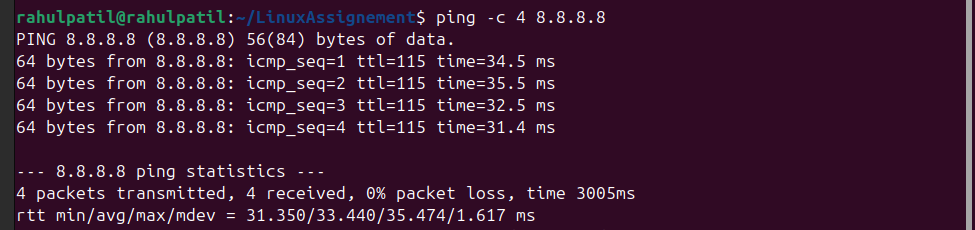 rahulpatil@rahulpatil:~/LinuxAssignement$ ping -c 4 8.8.8.8
PING 8.8.8.8 (8.8.8.8) 56(84) bytes of data.
64 bytes from 8.8.8.8: icmp_seq=1 ttl=115 time=34.5 ms
64 bytes from 8.8.8.8: icmp_seq=2 ttl=115 time=35.5 ms
64 bytes from 8.8.8.8: icmp_seq=3 ttl=115 time=32.5 ms
64 bytes from 8.8.8.8: icmp_seq=4 ttl=115 time=31.4 ms
--- 8.8.8.8 ping statistics ---
4 packets transmitted, 4 received, 0% packet loss, time 3005ms
rtt min/avg/max/mdev = 31.350/33.440/35.474/1.617 ms